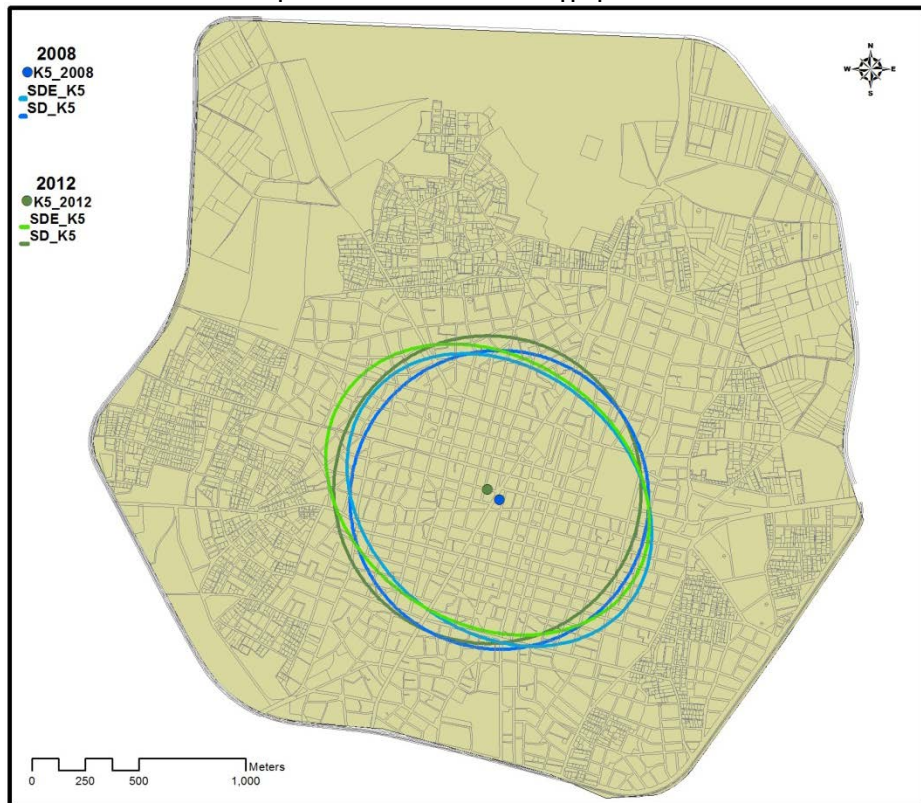 2008
K5_2008
SDE_K5
SD_K5
2012
K5_2012
SDE_K5
SD_K5
N
W E
S
Meters
0 250 500 1,000